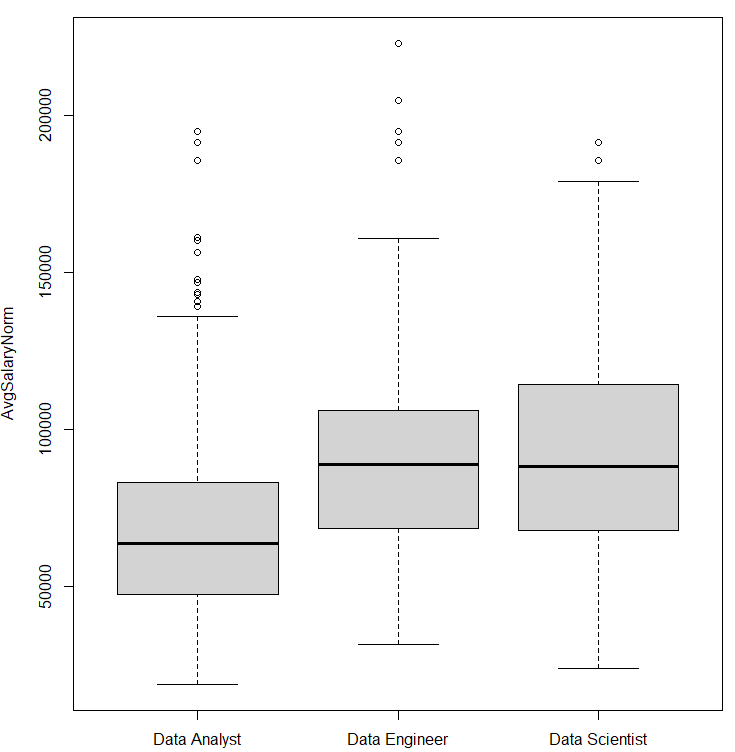 AvgSalaryNorm
200000
150000
100000
50000
Data Analyst
Data Engineer
Data Scientist